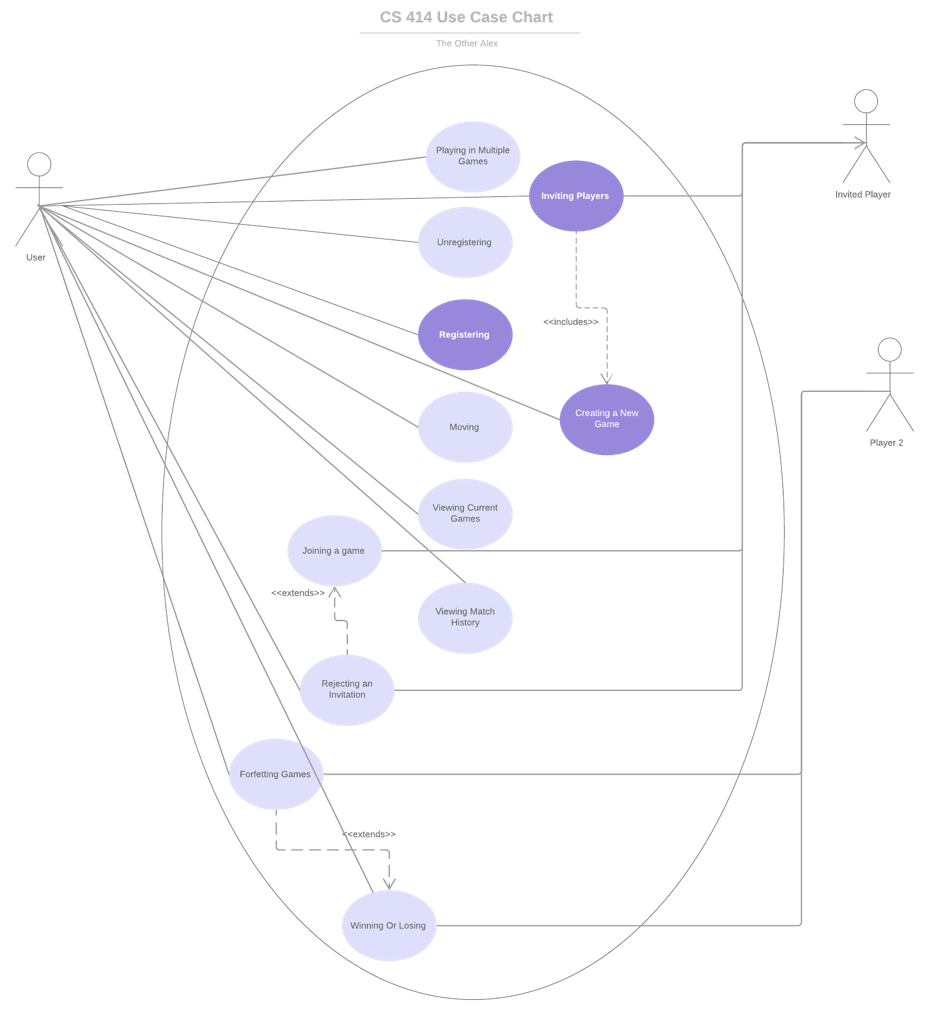 CS 414 Use Case Chart
The Other Alex
Playing in Multiple
Games
Inviting Players
Invited Player
Unregistering
User
<<includes>>
Registering
Creating a New
Game
Moving
Player 2
Viewing Current
Games
Joining a game
<<extends>>
Viewing Match
History
Rejecting an
Invitation
Forfetting Games
<<extends>>
Winning Or Losing